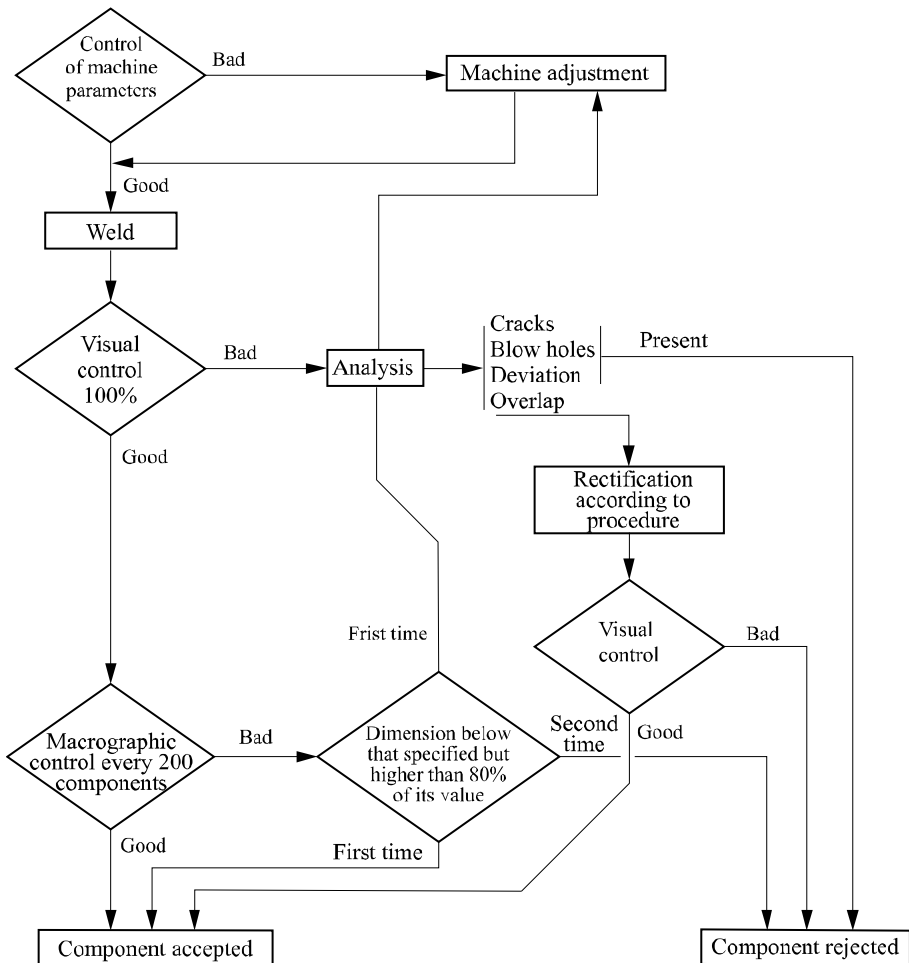 Control
of machine
parameters
Bad
Machine adjustment
Good
Weld
Visual
control
100%
Bad
Analysis
Cracks
Blow holes
Deviation
Overlap
Present
Good
Rectification
according to
procedure
Frist time
Visual
control
Bad
Macrographic
control every 200
components
Bad
Dimension below
that specified but
higher than 80%
of its value
Second
time
Good
Good
First time
Component accepted
Component rejected